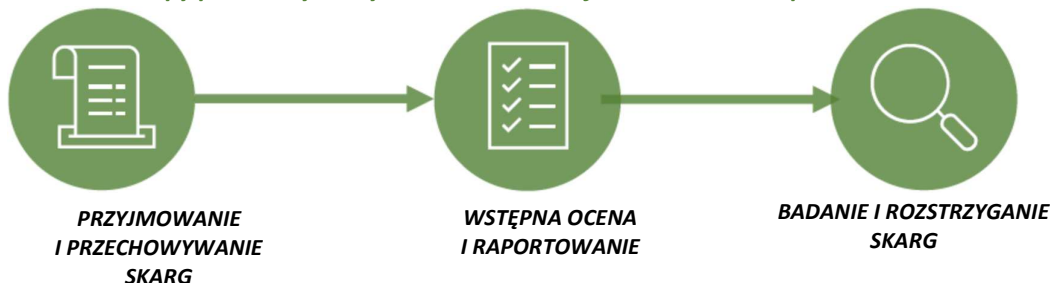 PRZYJMOWANIE
I PRZECHOWYWANIE
SKARG
WSTĘPNA OCENA
I RAPORTOWANIE
BADANIE I ROZSTRZYGANIE
SKARG